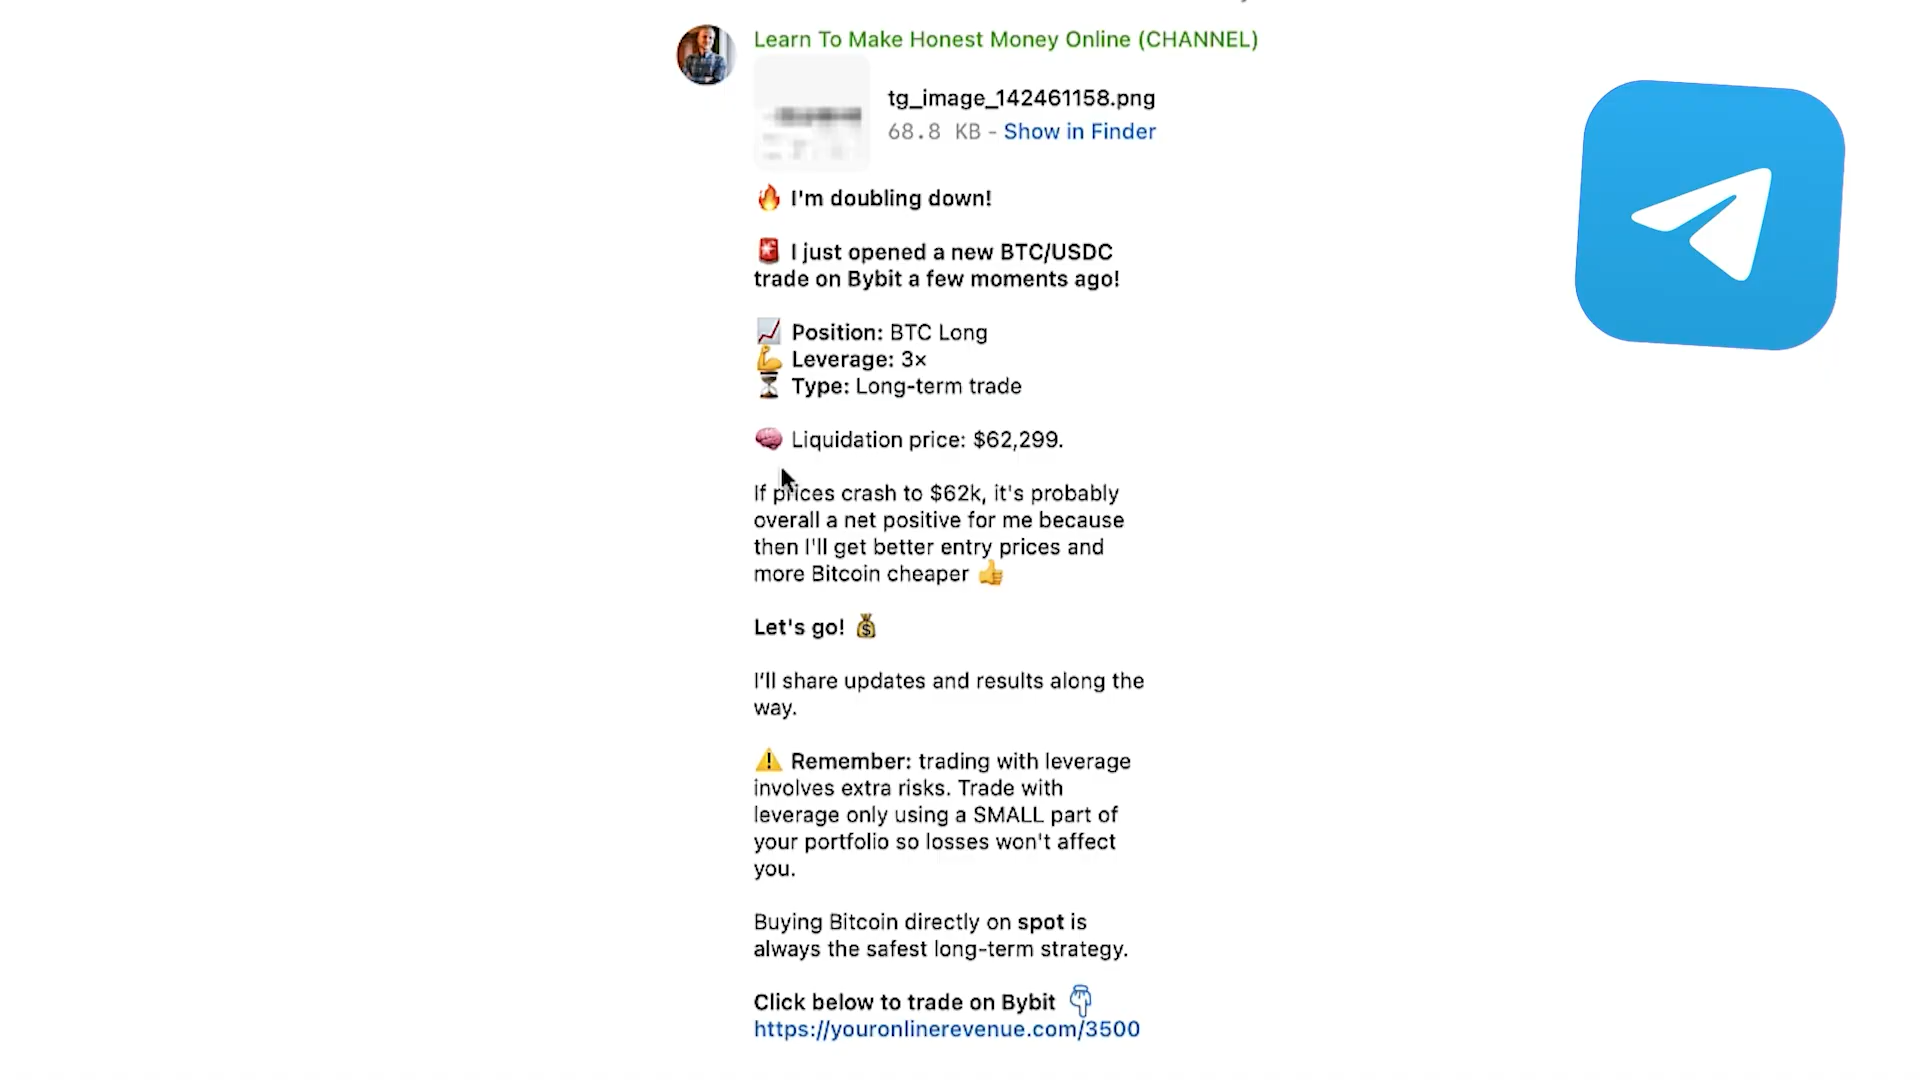 Learn To Make Honest Money Online (CHANNEL)
tg_image_142461158.png
68.8 KB - Show in Finder
🔥 I'm doubling down!
🚨 I just opened a new BTC/USDC
trade on Bybit a few moments ago!
📈 Position: BTC Long
💪 Leverage: 3×
⏳ Type: Long-term trade
🧠 Liquidation price: $62,299.
If prices crash to $62k, it's probably
overall a net positive for me because
then I'll get better entry prices and
more Bitcoin cheaper 👍
Let's go! 💰
I'll share updates and results along the
way.
⚠️ Remember: trading with leverage
involves extra risks. Trade with
leverage only using a SMALL part of
your portfolio so losses won't affect
you.
Buying Bitcoin directly on spot is
always the safest long-term strategy.
Click below to trade on Bybit 👇
https://youronlinerevenue.com/3500